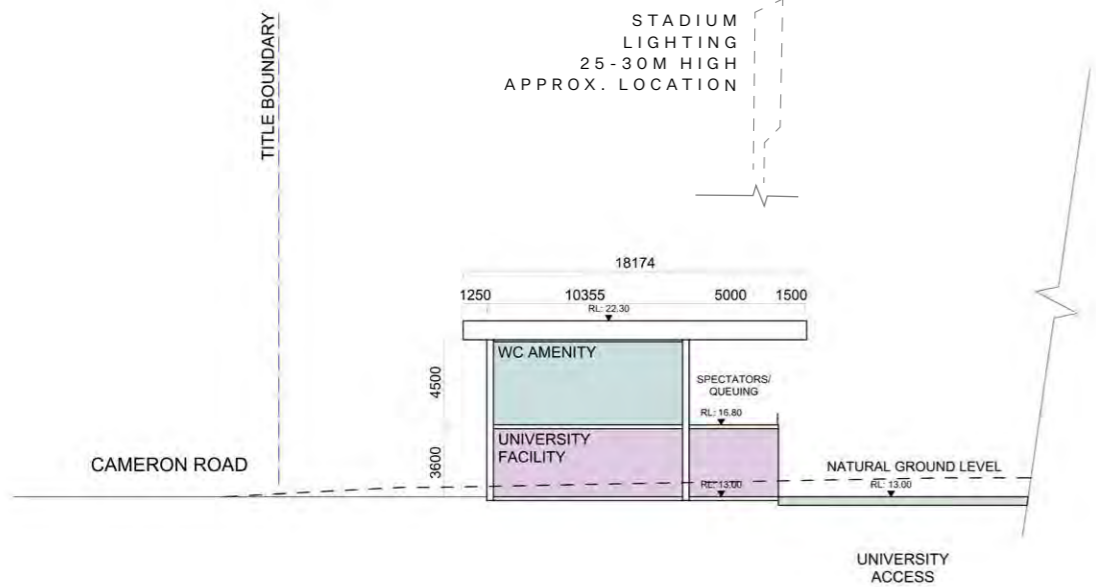 TITLE BOUNDARY
STADIUM
LIGHTING
25-30M HIGH
APPROX. LOCATION
18174
1250
10355
5000
1500
RL: 22.30
WC AMENITY
4500
SPECTATORS/
QUEUING
RL: 16.80
UNIVERSITY
FACILITY
3600
CAMERON ROAD
RL: 13.00
NATURAL GROUND LEVEL
RL: 13.00
UNIVERSITY
ACCESS